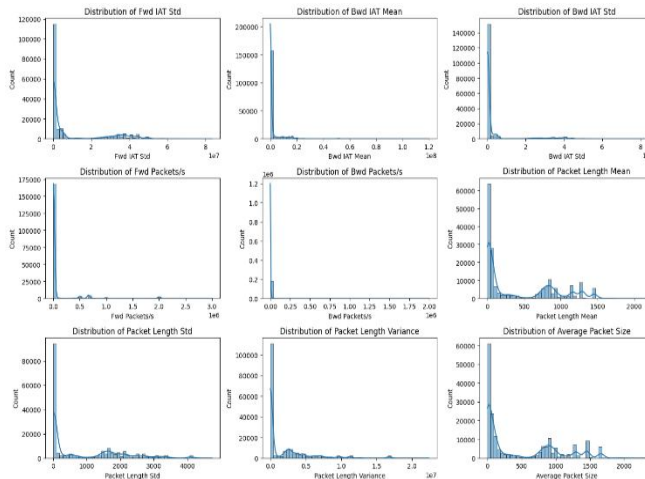 Distribution of Fwd IAT Std
Distribution of Bwd IAT Mean
Distribution of Bwd IAT Std
Count
120000
100000
80000
60000
40000
20000
0
0 2 4 6 8
1e7
Fwd IAT Std
Count
200000
150000
100000
50000
0
0.0 0.2 0.4 0.6 0.8 1.0 1.2
1e8
Bwd IAT Mean
Count
140000
120000
100000
80000
60000
40000
20000
0
0 2 4 6 8
Bwd IAT Std
Distribution of Fwd Packets/s
Distribution of Bwd Packets/s
Distribution of Packet Length Mean
Count
175000
150000
125000
100000
75000
50000
25000
0
0.0 0.5 1.0 1.5 2.0 2.5 3.0
1e6
Fwd Packets/s
Count
1e6
1.2
1.0
0.8
0.6
0.4
0.2
0.0
0.00 0.25 0.50 0.75 1.00 1.25 1.50 1.75 2.00
1e6
Bwd Packets/s
Count
60000
50000
40000
30000
20000
10000
0
0 500 1000 1500 2000
Packet Length Mean
Distribution of Packet Length Std
Distribution of Packet Length Variance
Distribution of Average Packet Size
Count
80000
60000
40000
20000
0
0 1000 2000 3000 4000
Packet Length Std
Count
100000
80000
60000
40000
20000
0
0.0 0.5 1.0 1.5 2.0
1e7
Packet Length Variance
Count
60000
50000
40000
30000
20000
10000
0
0 500 1000 1500 2000
Average Packet Size